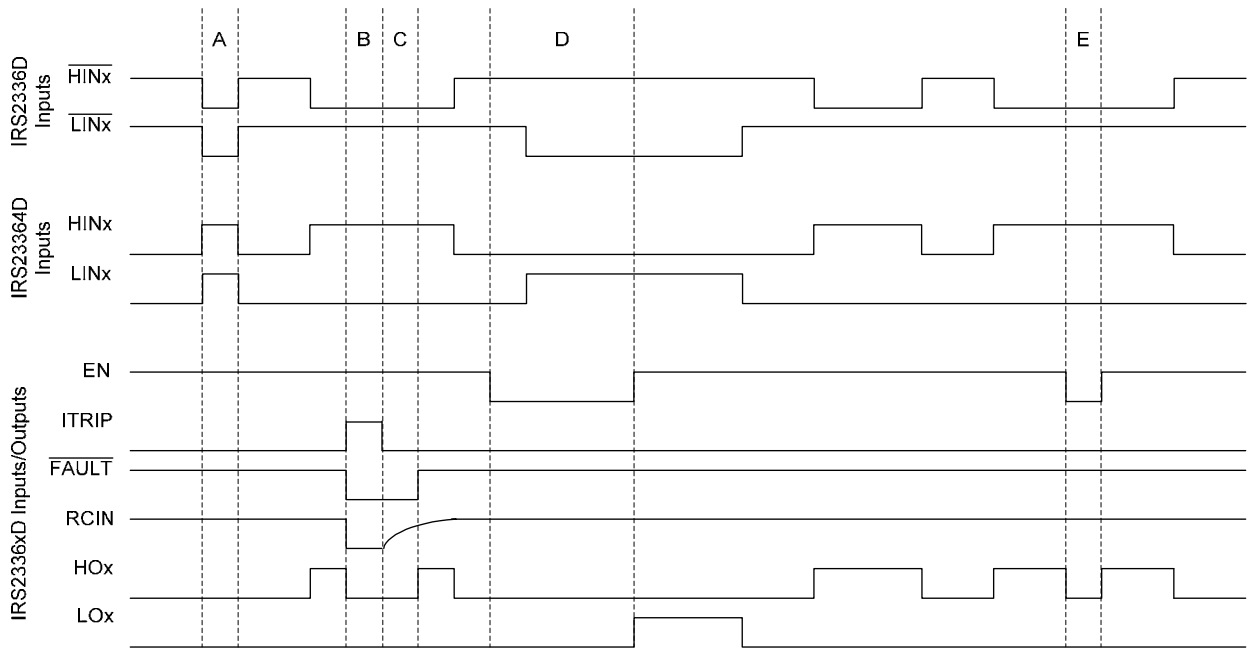 A B C D E
IRS2336D
Inputs
HINx
LINx
IRS23364D
Inputs
HINx
LINx
IRS2336xD Inputs/Outputs
EN
ITRIP
FAULT
RCIN
HOx
LOx